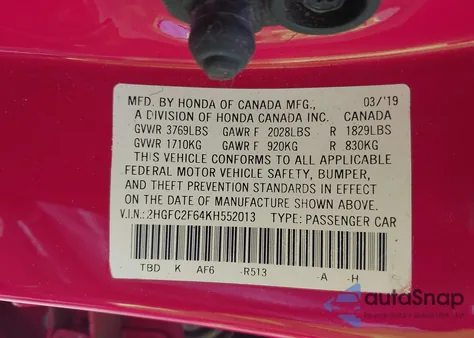 MFD. BY HONDA OF CANADA MFG., 03/'19
A DIVISION OF HONDA CANADA INC. CANADA
GVWR 3769LBS GAWR F 2028LBS R 1829LBS
GVWR 1710KG GAWR F 920KG R 830KG
THIS VEHICLE CONFORMS TO ALL APPLICABLE
FEDERAL MOTOR VEHICLE SAFETY, BUMPER,
AND THEFT PREVENTION STANDARDS IN EFFECT
ON THE DATE OF MANUFACTURE SHOWN ABOVE.
V.I.N.: 2HGFC2F64KH552013 TYPE: PASSENGER CAR
TBD K AF6 -R513 -A -H
autoSnap